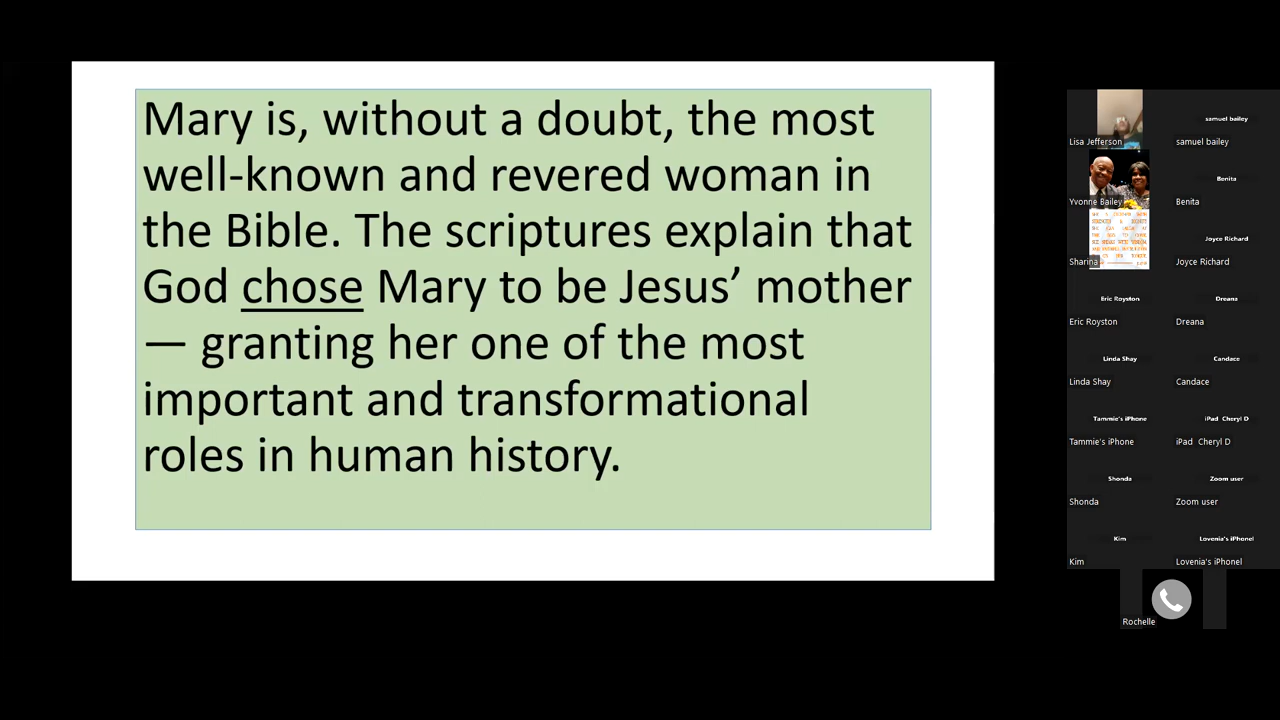 Mary is, without a doubt, the most
well-known and revered woman in
the Bible. The scriptures explain that
God chose Mary to be Jesus’ mother
— granting her one of the most
important and transformational
roles in human history.
Lisa Jefferson
samuel bailey
samuel bailey
Yvonne Bailey
Benita
Benita
Sharina
Joyce Richard
Joyce Richard
Eric Royston
Eric Royston
Dreana
Dreana
Linda Shay
Linda Shay
Candace
Candace
Tammie's iPhone
Tammie's iPhone
iPad Cheryl D
iPad Cheryl D
Shonda
Shonda
Zoom user
Zoom user
Kim
Kim
Lovenia's iPhonel
Lovenia's iPhonel
Rochelle